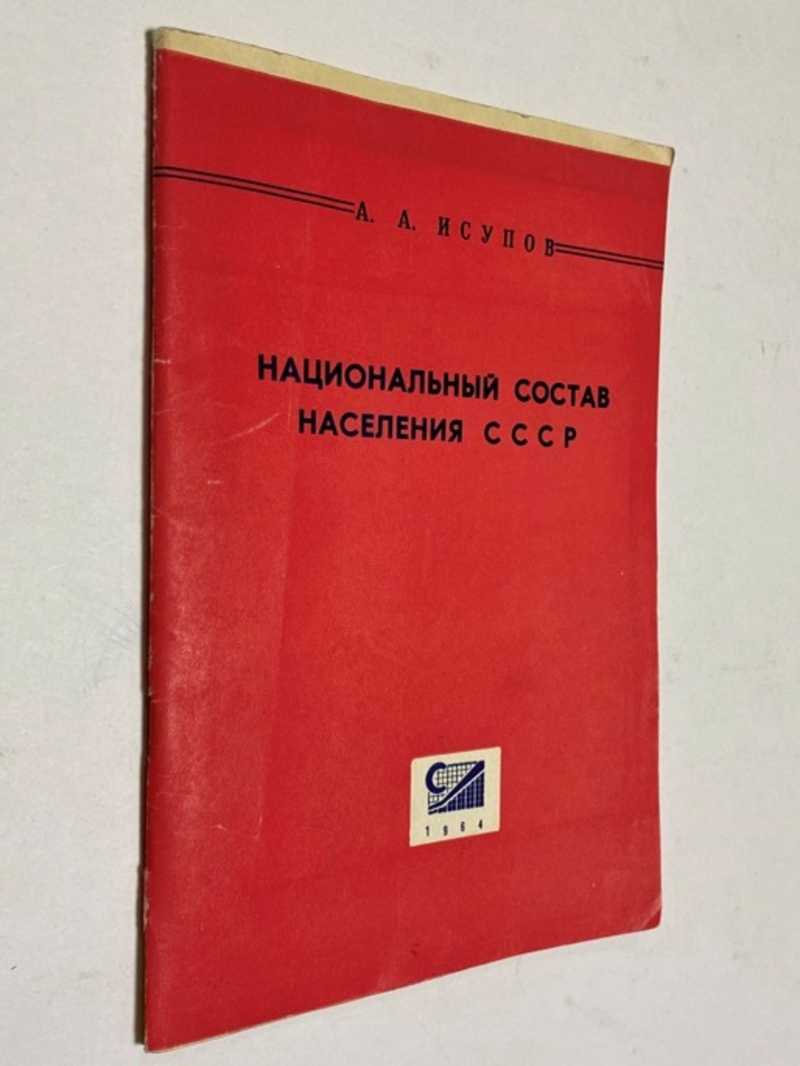 А. А. ИСУПОВ
НАЦИОНАЛЬНЫЙ СОСТАВ
НАСЕЛЕНИЯ СССР
С
1964